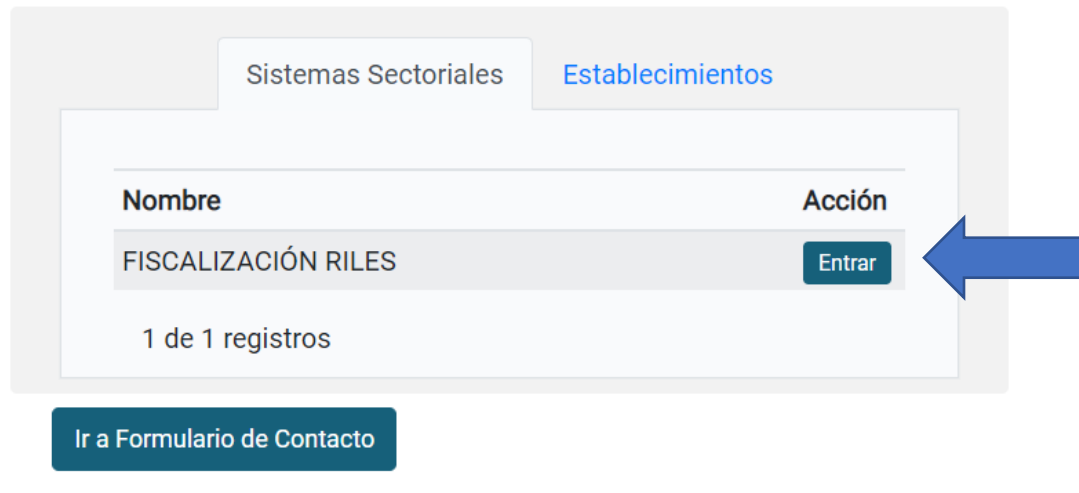 Sistemas Sectoriales Establecimientos
Nombre Acción
FISCALIZACIÓN RILES Entrar
1 de 1 registros
Ir a Formulario de Contacto